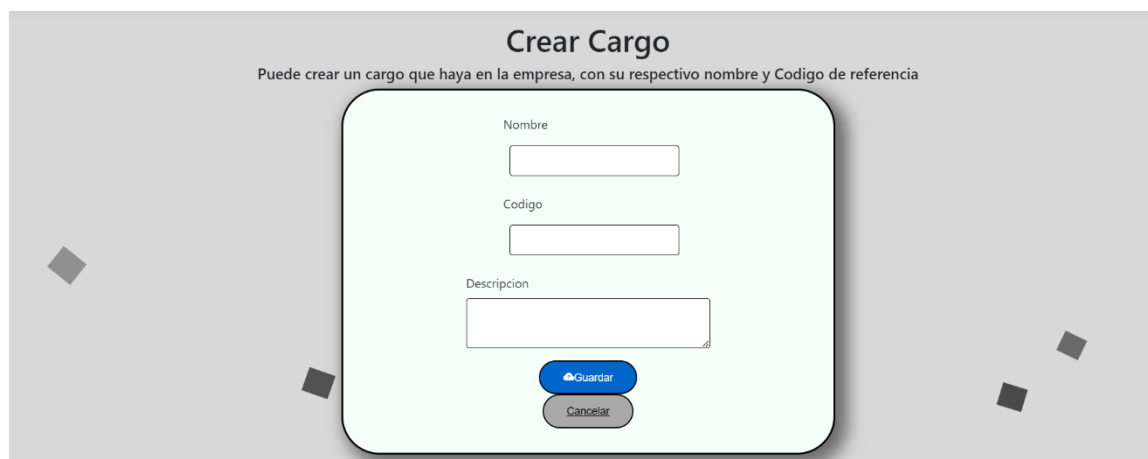 Crear Cargo
Puede crear un cargo que haya en la empresa, con su respectivo nombre y Codigo de referencia
Nombre
Codigo
Descripcion
Guardar
Cancelar